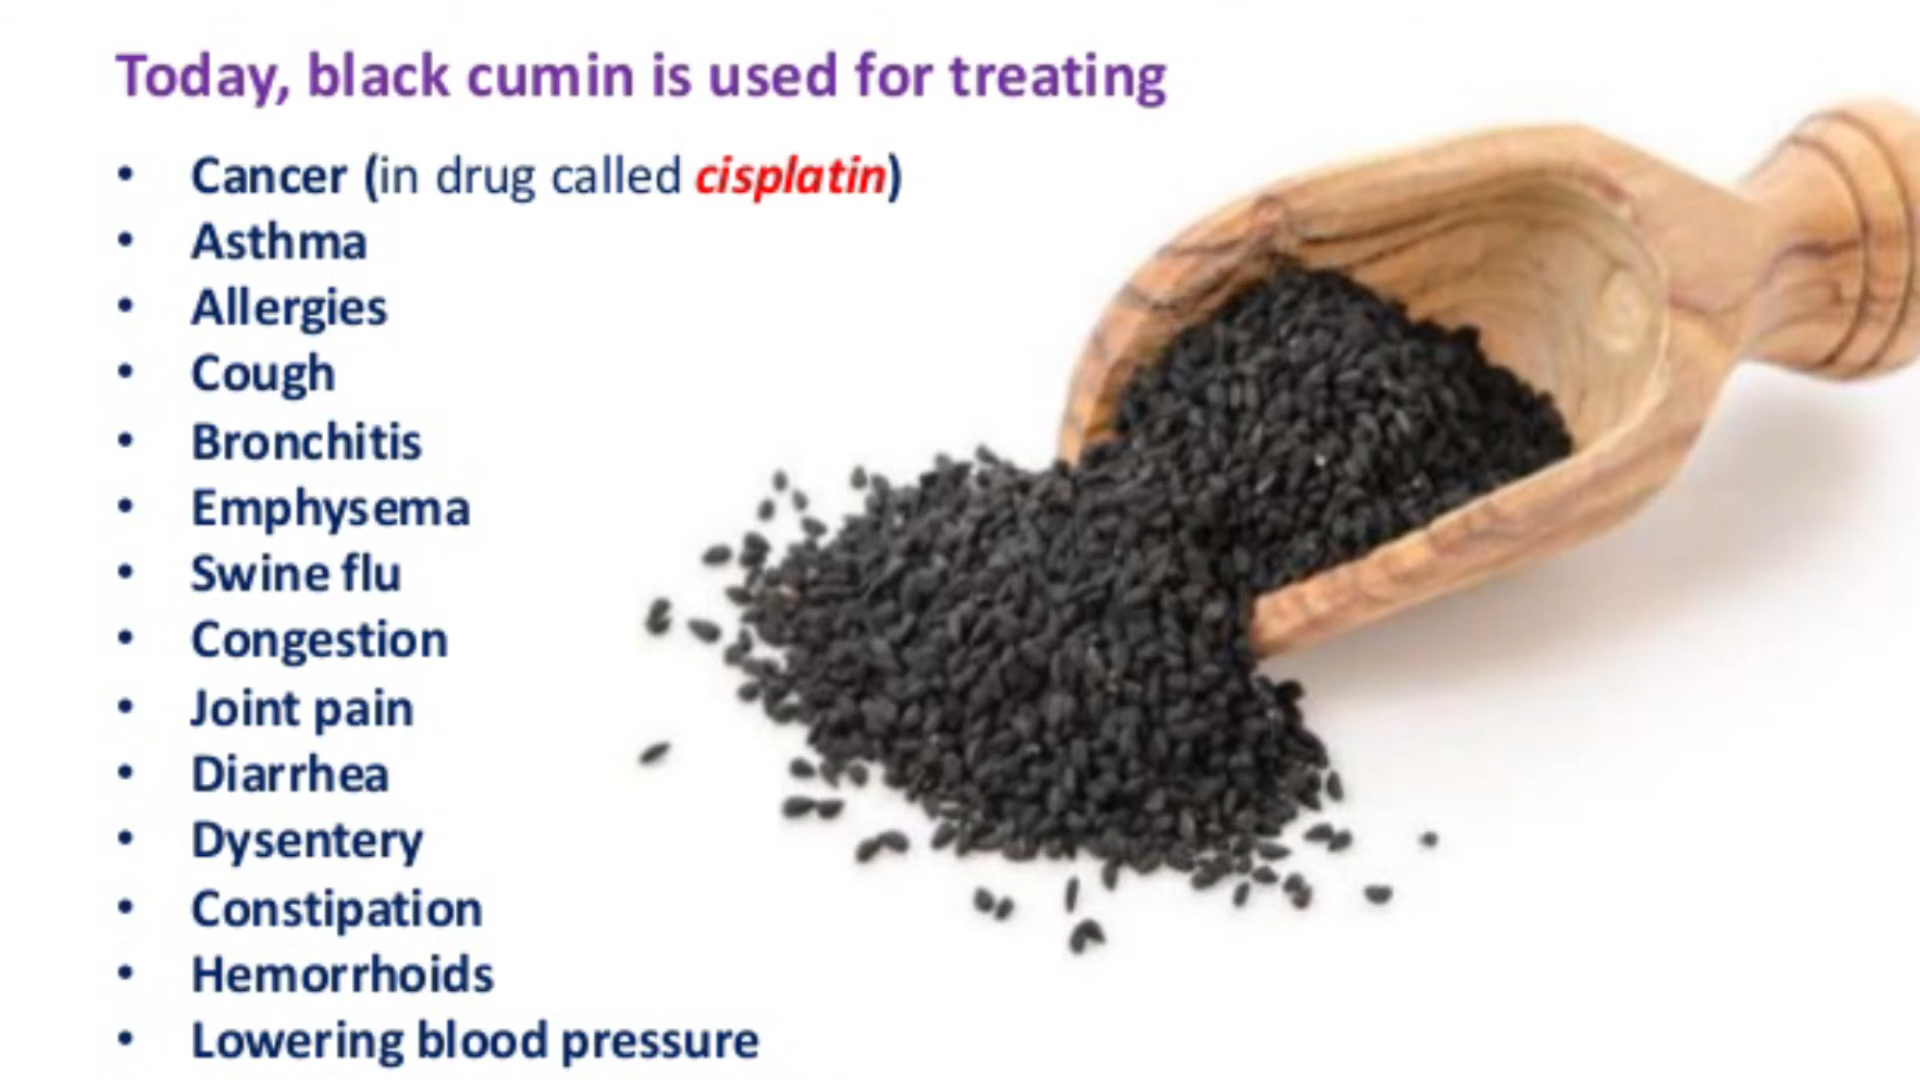 Today, black cumin is used for treating
• Cancer (in drug called cisplatin)
• Asthma
• Allergies
• Cough
• Bronchitis
• Emphysema
• Swine flu
• Congestion
• Joint pain
• Diarrhea
• Dysentery
• Constipation
• Hemorrhoids
• Lowering blood pressure